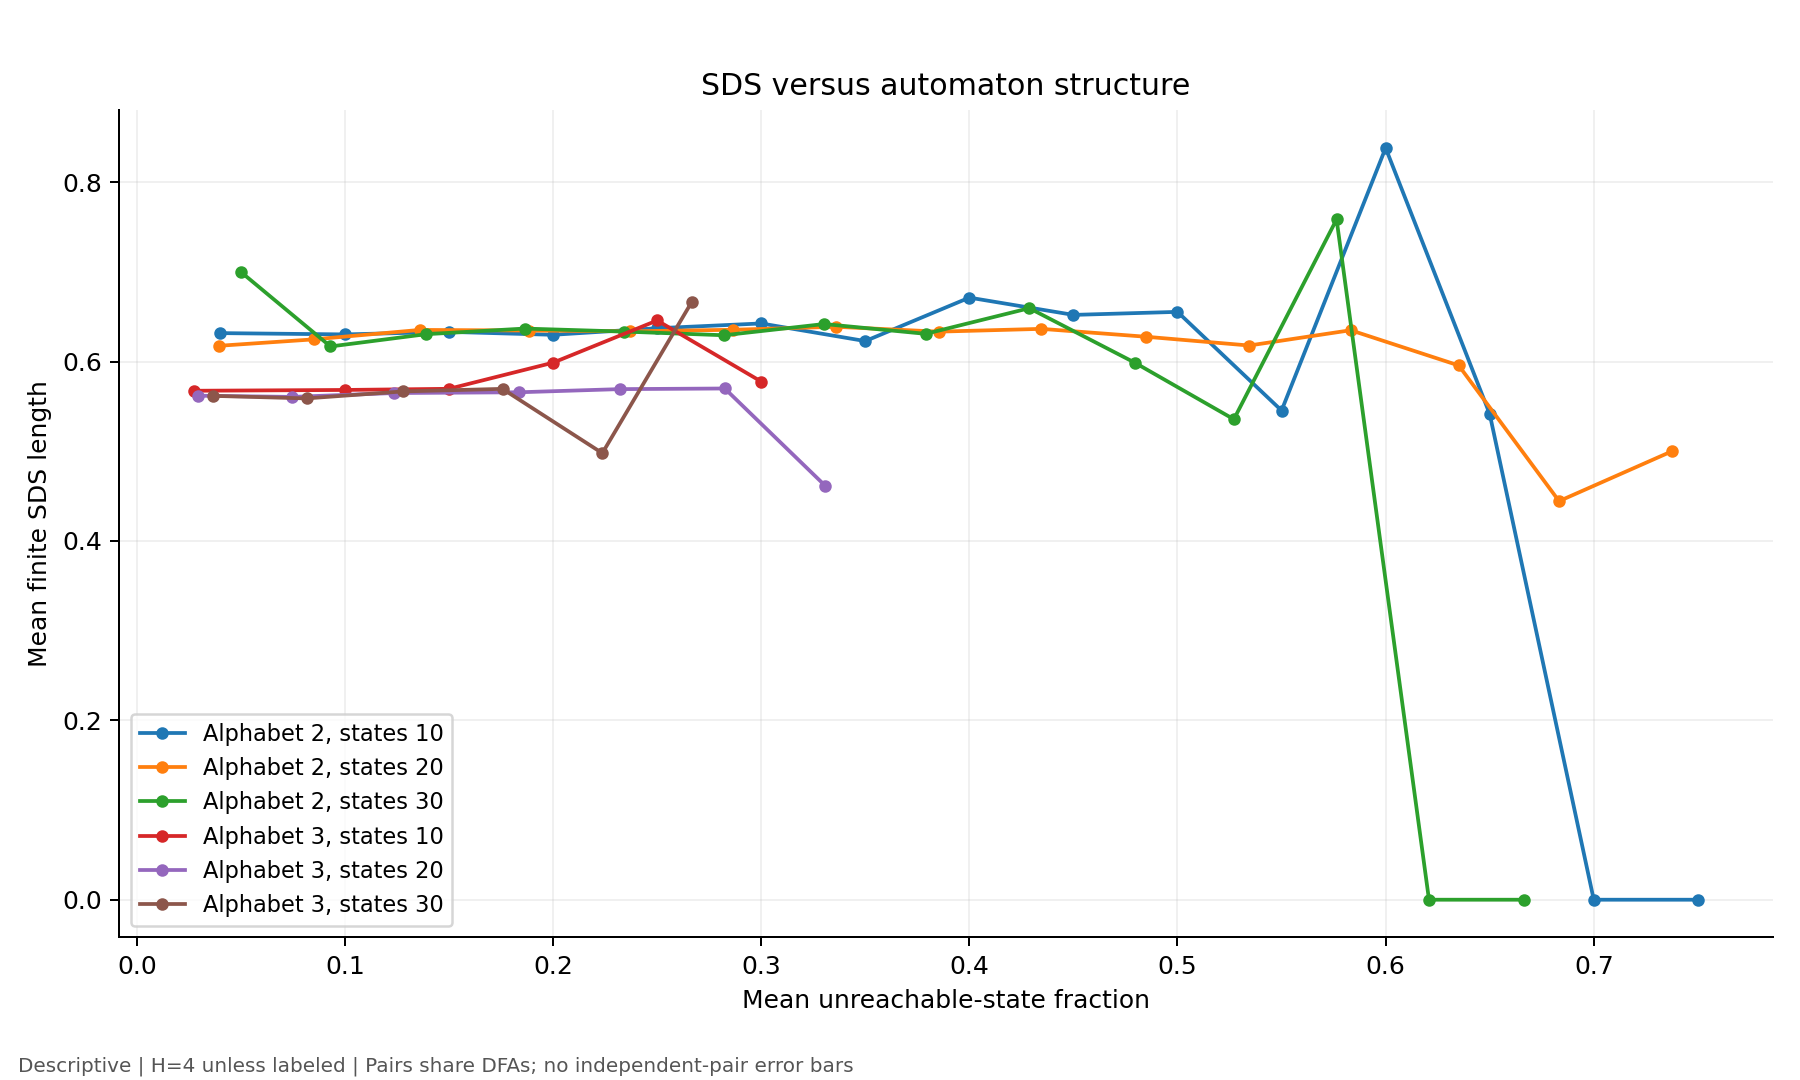 SDS versus automaton structure
Mean finite SDS length
0.8
0.6
0.4
0.2
0.0
Alphabet 2, states 10
Alphabet 2, states 20
Alphabet 2, states 30
Alphabet 3, states 10
Alphabet 3, states 20
Alphabet 3, states 30
0.0 0.1 0.2 0.3 0.4 0.5 0.6 0.7
Mean unreachable-state fraction
Descriptive | H=4 unless labeled | Pairs share DFAs; no independent-pair error bars